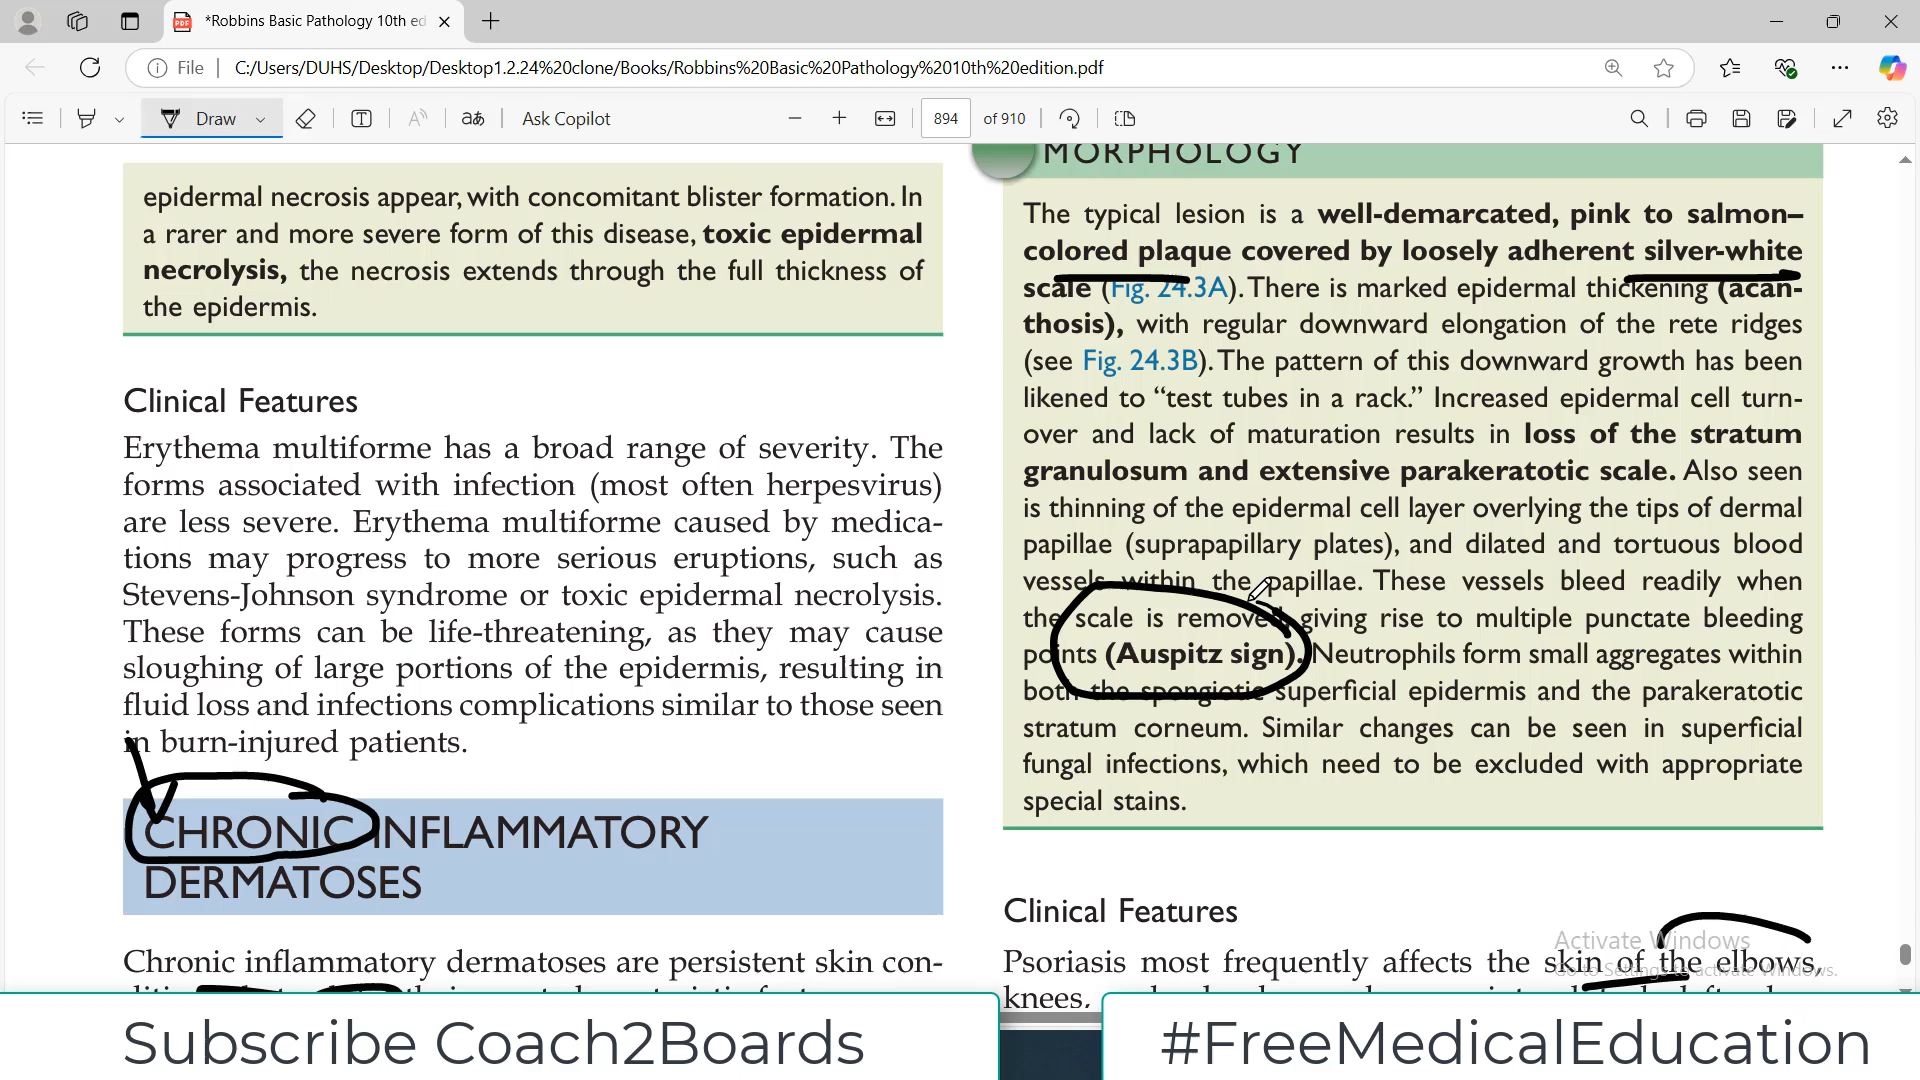 *Robbins Basic Pathology 10th ed
File
C:/Users/DUHS/Desktop/Desktop1.2.24%20clone/Books/Robbins%20Basic%20Pathology%2010th%20edition.pdf
Draw
aあ
Ask Copilot
894 of 910
epidermal necrosis appear, with concomitant blister formation. In
a rarer and more severe form of this disease, toxic epidermal
necrolysis, the necrosis extends through the full thickness of
the epidermis.
Clinical Features
Erythema multiforme has a broad range of severity. The
forms associated with infection (most often herpesvirus)
are less severe. Erythema multiforme caused by medica-
tions may progress to more serious eruptions, such as
Stevens-Johnson syndrome or toxic epidermal necrolysis.
These forms can be life-threatening, as they may cause
sloughing of large portions of the epidermis, resulting in
fluid loss and infections complications similar to those seen
in burn-injured patients.
CHRONIC INFLAMMATORY
DERMATOSES
Chronic inflammatory dermatoses are persistent skin con-
MORPHOLOGY
The typical lesion is a well-demarcated, pink to salmon–
colored plaque covered by loosely adherent silver-white
scale (Fig. 24.3A). There is marked epidermal thickening (acan-
thosis), with regular downward elongation of the rete ridges
(see Fig. 24.3B). The pattern of this downward growth has been
likened to “test tubes in a rack.” Increased epidermal cell turn-
over and lack of maturation results in loss of the stratum
granulosum and extensive parakeratotic scale. Also seen
is thinning of the epidermal cell layer overlying the tips of dermal
papillae (suprapapillary plates), and dilated and tortuous blood
vessels within the papillae. These vessels bleed readily when
the scale is removed, giving rise to multiple punctate bleeding
points (Auspitz sign). Neutrophils form small aggregates within
both the spongiotic superficial epidermis and the parakeratotic
stratum corneum. Similar changes can be seen in superficial
fungal infections, which need to be excluded with appropriate
special stains.
Clinical Features
Psoriasis most frequently affects the skin of the elbows,
knees,
Activate Windows
Go to Settings to activate Windows.
Subscribe Coach2Boards
#FreeMedicalEducation